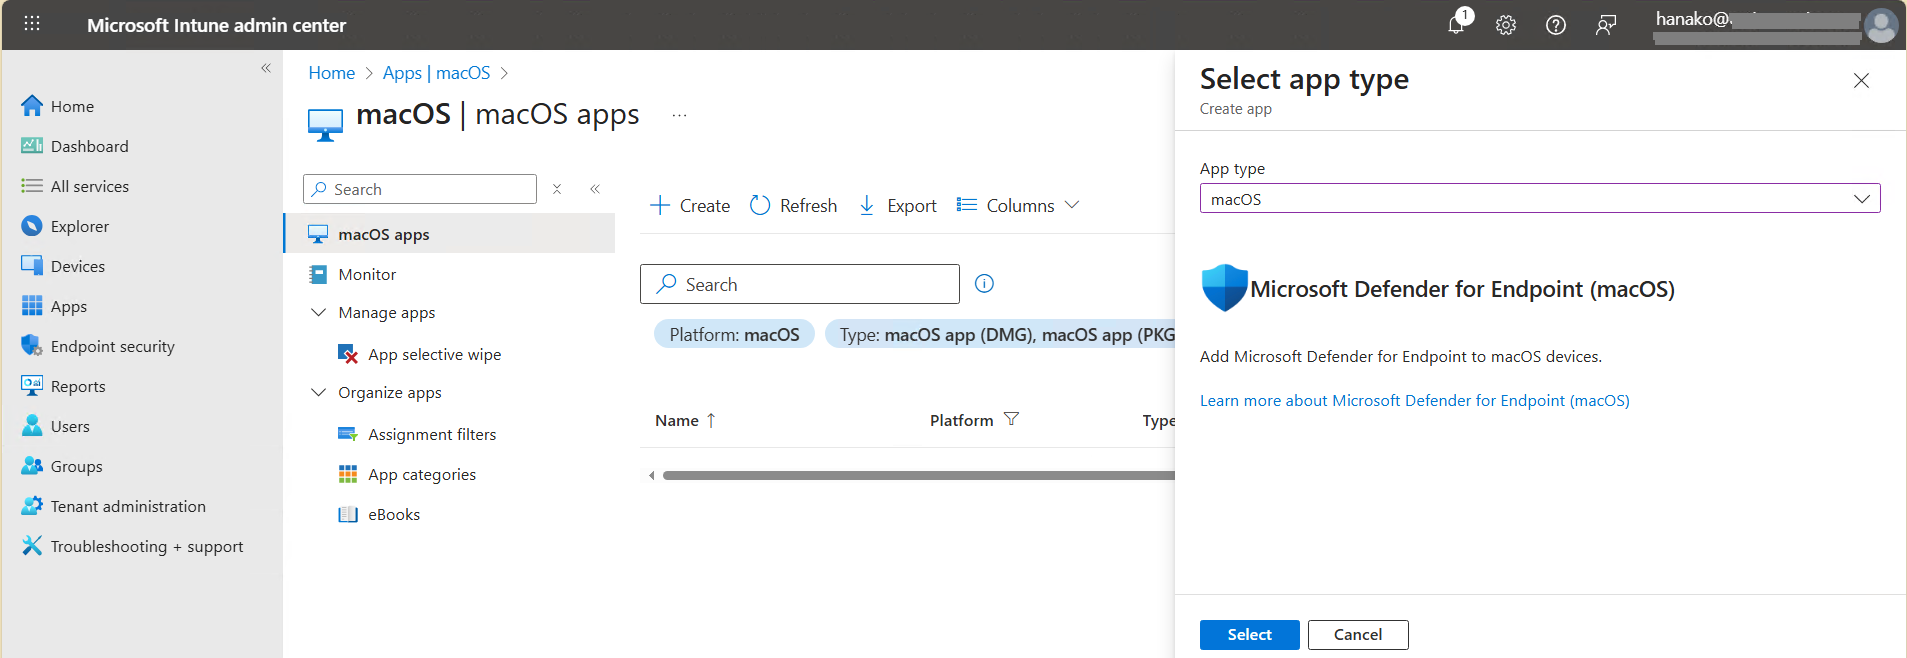 Microsoft Intune admin center
1
hanako@
Home
Dashboard
All services
Explorer
Devices
Apps
Endpoint security
Reports
Users
Groups
Tenant administration
Troubleshooting + support
Home > Apps | macOS >
macOS | macOS apps ...
Search
macOS apps
Monitor
Manage apps
App selective wipe
Organize apps
Assignment filters
App categories
eBooks
Create Refresh Export Columns
Search
Platform: macOS Type: macOS app (DMG), macOS app (PKG
Name ↑ Platform Type
Select app type
Create app
App type
macOS
Microsoft Defender for Endpoint (macOS)
Add Microsoft Defender for Endpoint to macOS devices.
Learn more about Microsoft Defender for Endpoint (macOS)
Select Cancel